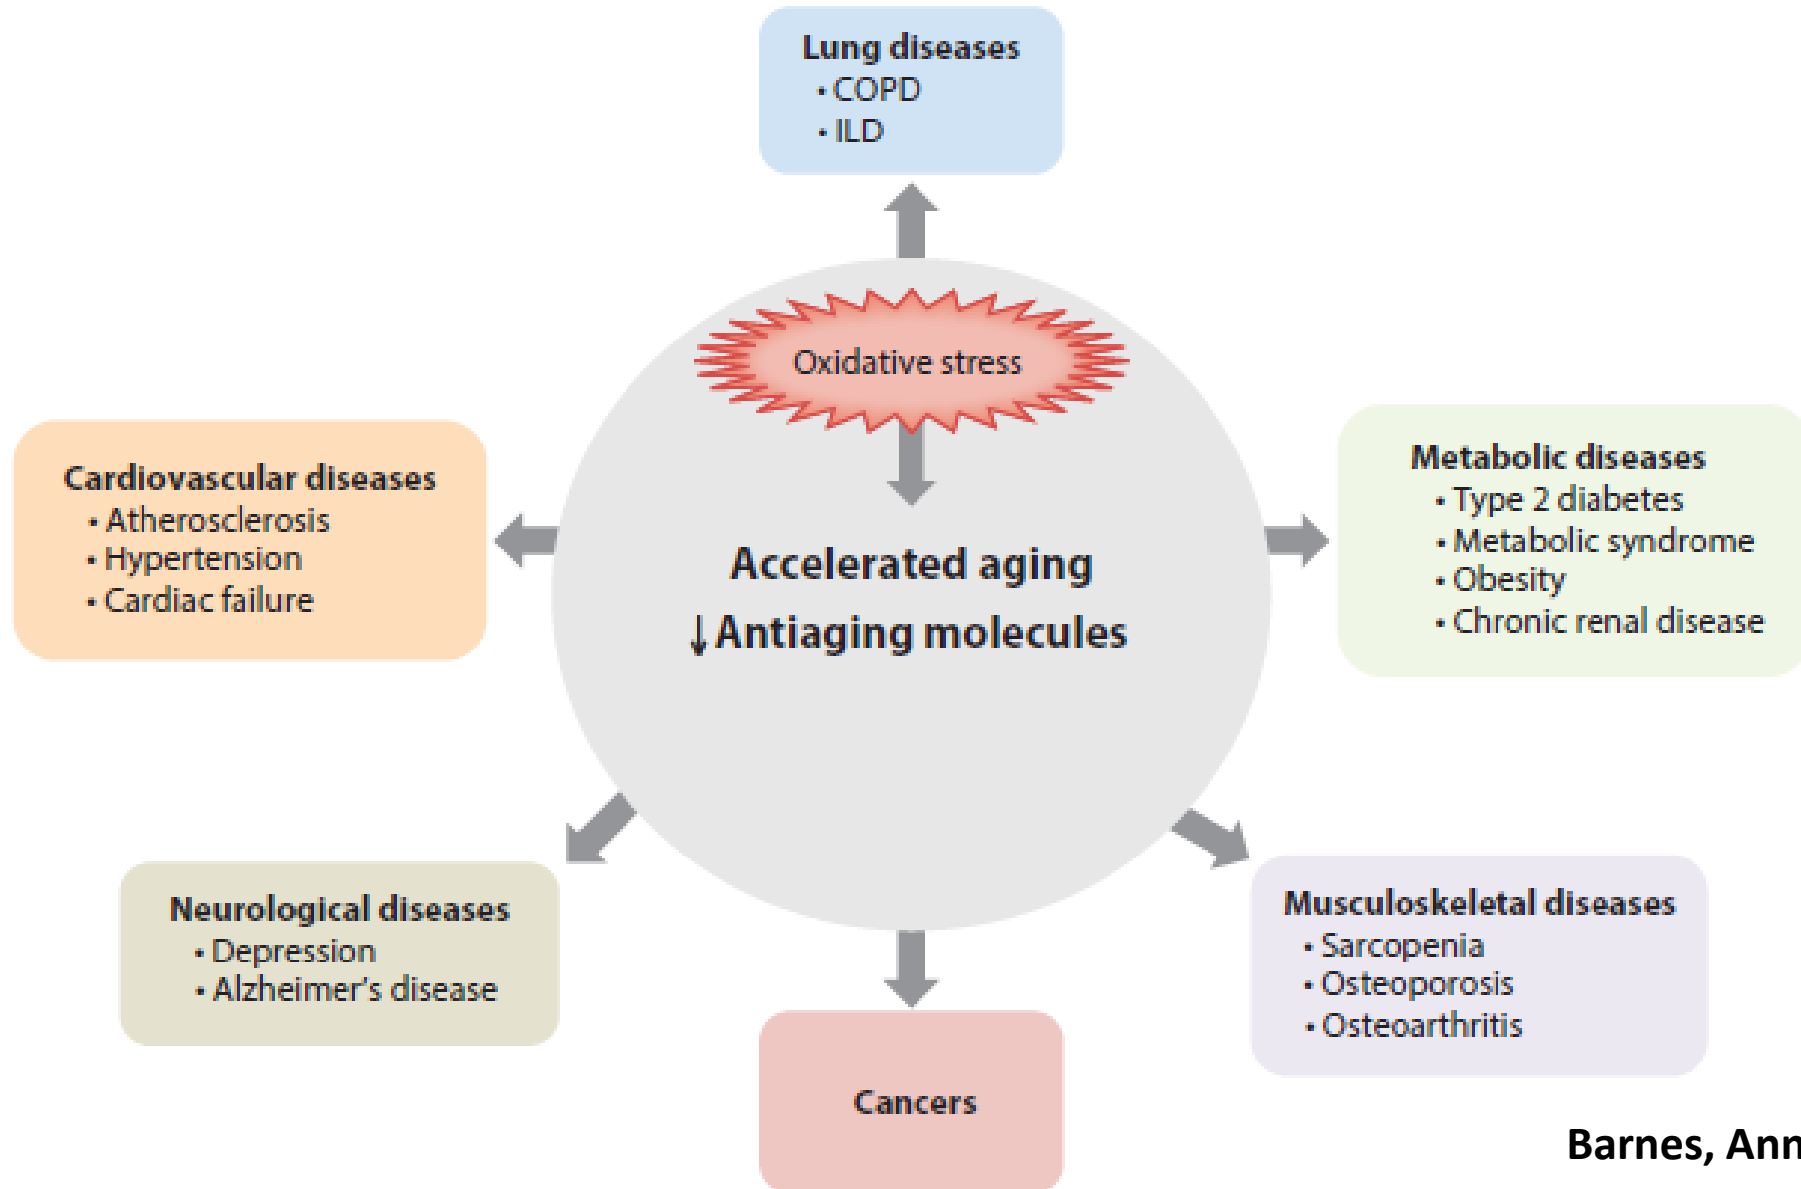 Lung diseases
• COPD
• ILD
Oxidative stress
Accelerated aging
↓ Antiaging molecules
Cardiovascular diseases
• Atherosclerosis
• Hypertension
• Cardiac failure
Metabolic diseases
• Type 2 diabetes
• Metabolic syndrome
• Obesity
• Chronic renal disease
Neurological diseases
• Depression
• Alzheimer's disease
Musculoskeletal diseases
• Sarcopenia
• Osteoporosis
• Osteoarthritis
Cancers
Barnes, Ann